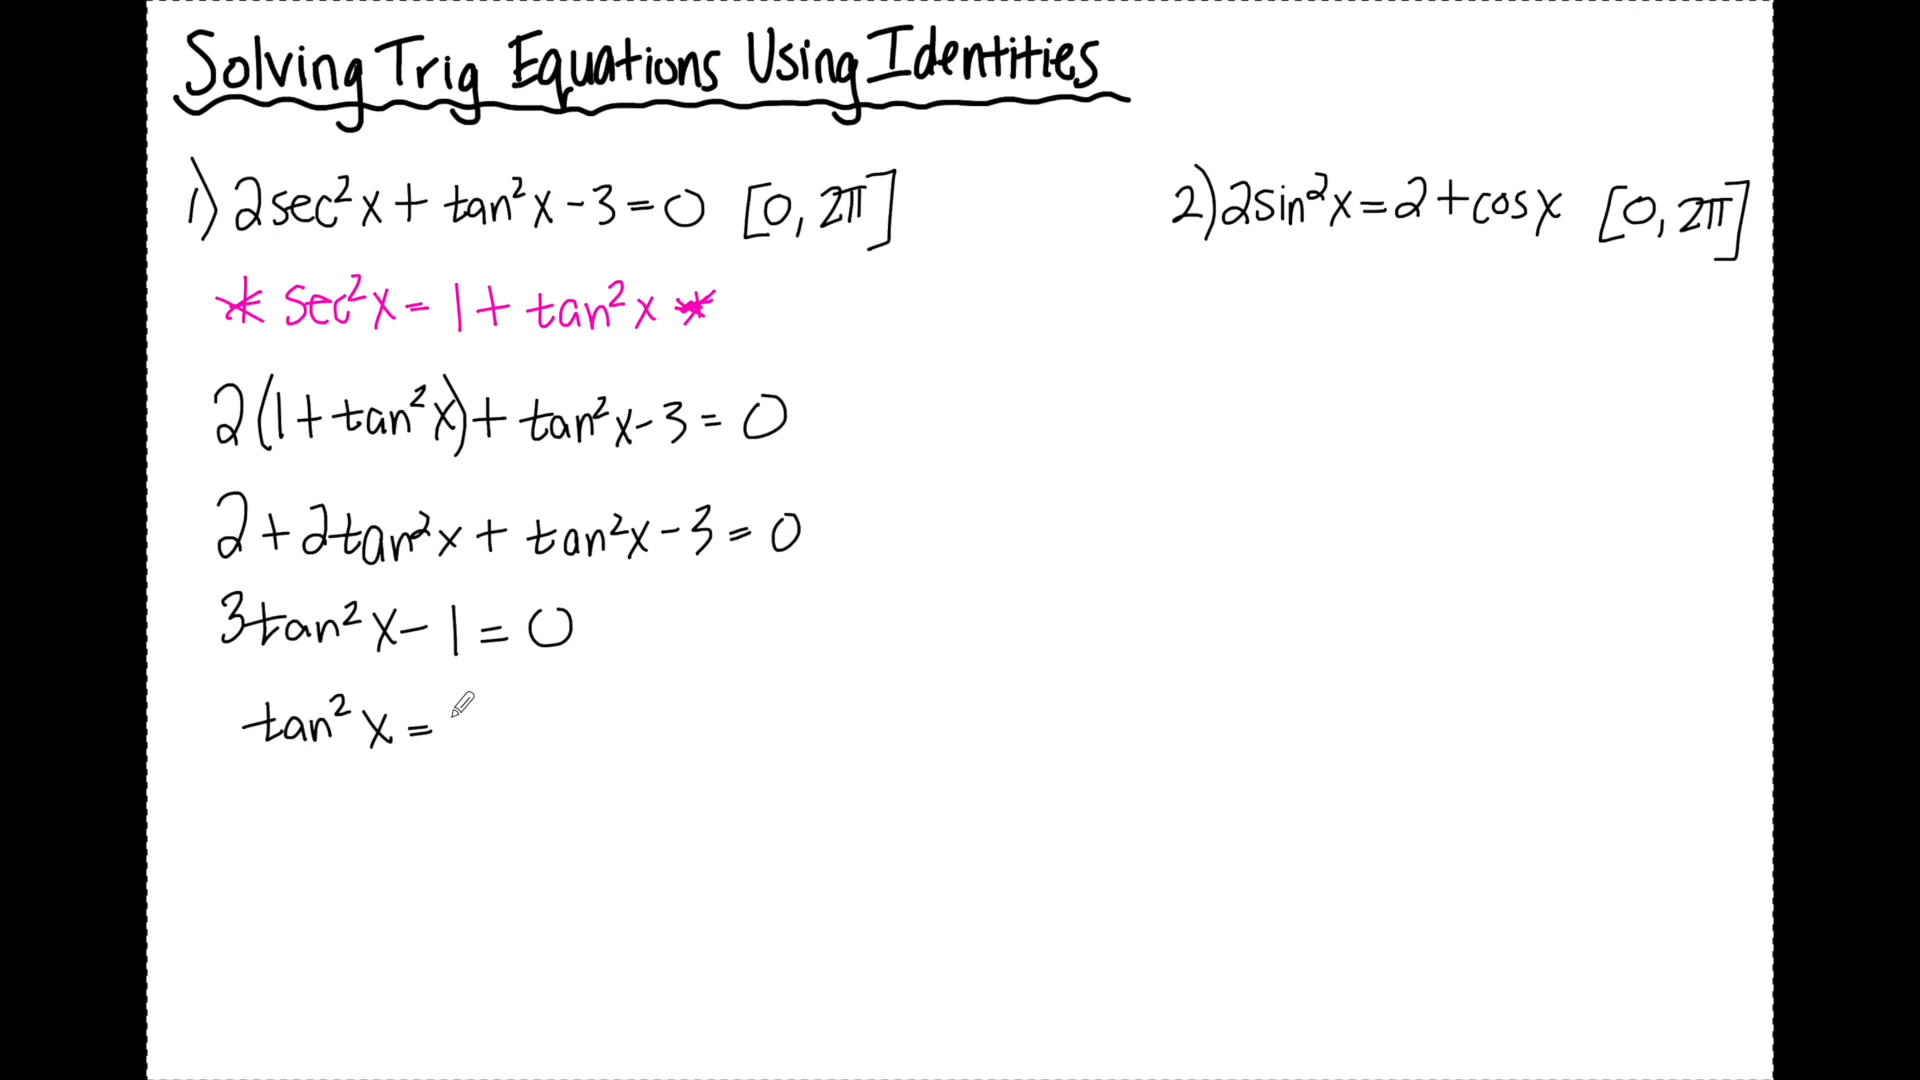 Solving Trig Equations Using Identities
1) 2sec²x + tan²x - 3 = 0 [0, 2π]
* sec²x = 1 + tan²x *
2(1 + tan²x) + tan²x - 3 = 0
2 + 2tan²x + tan²x - 3 = 0
3tan²x - 1 = 0
tan²x =
2) 2sin²x = 2 + cosx [0, 2π]